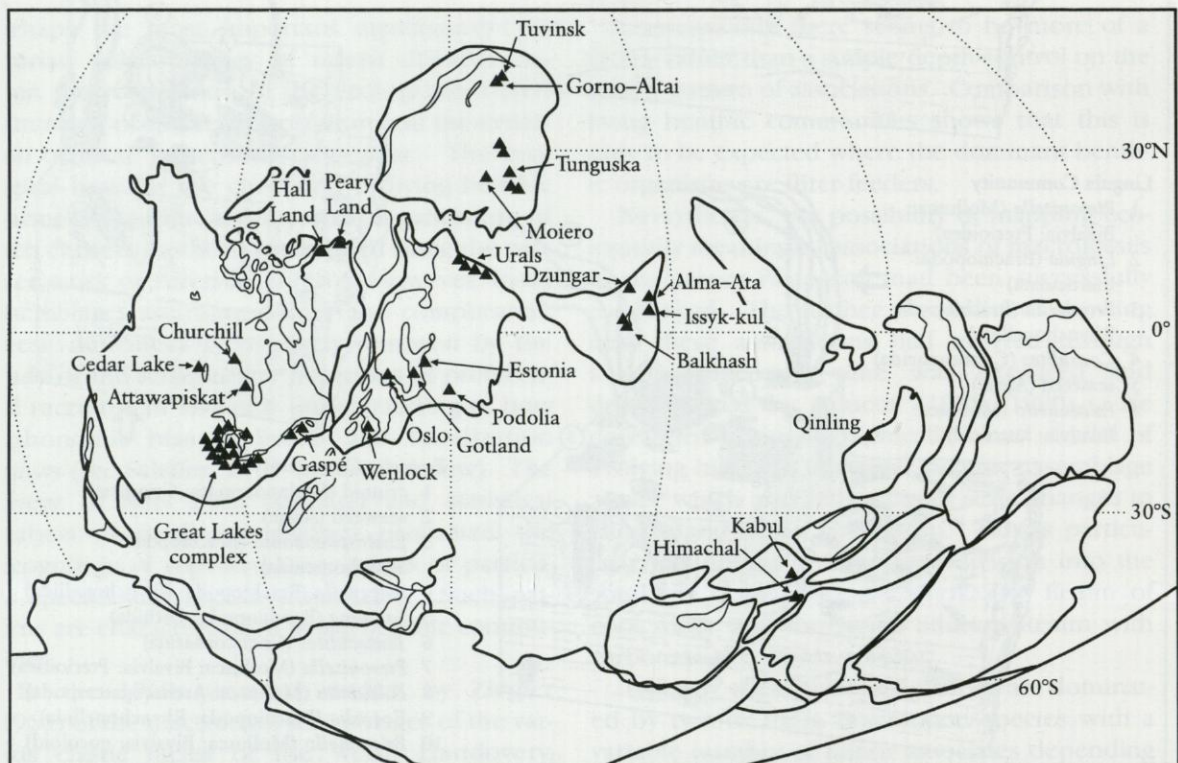 Tuvinsk
Gorno–Altai
30°N
Tunguska
Hall
Land
Peary
Land
Moiero
Urals
Dzungar
Alma–Ata
Issyk-kul
Churchill
0°
Balkhash
Cedar Lake
Estonia
Attawapiskat
Podolia
Qinling
Oslo
Gotland
Gaspé
Wenlock
30°S
Great Lakes
complex
Kabul
Himachal
60°S